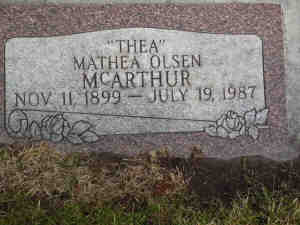 "THEA"
MATHEA OLSEN
MCARTHUR
NOV. 11, 1899 — JULY 19, 1987